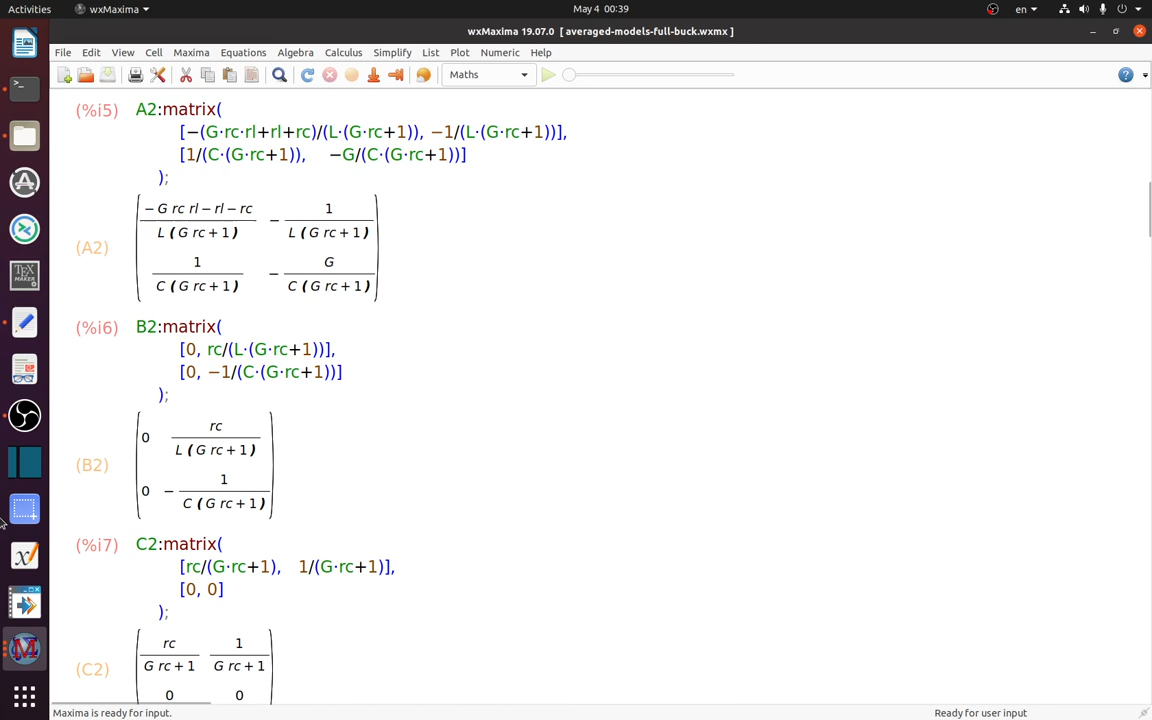 Activities wxMaxima May 4 00:39 en
wxMaxima 19.07.0 [ averaged-models-full-buck.wxmx ]
File Edit View Cell Maxima Equations Algebra Calculus Simplify List Plot Numeric Help
Maths
(%i5) A2:matrix(
[−(G·rc·rl+rl+rc)/(L·(G·rc+1)), −1/(L·(G·rc+1))],
[1/(C·(G·rc+1)), −G/(C·(G·rc+1))]
);
−G rc rl−rl−rc 1
L (G rc+1) − L (G rc+1)
(A2)
1 G
C (G rc+1) − C (G rc+1)
(%i6) B2:matrix(
[0, rc/(L·(G·rc+1))],
[0, −1/(C·(G·rc+1))]
);
0 rc
L (G rc+1)
(B2)
0 − 1
C (G rc+1)
(%i7) C2:matrix(
[rc/(G·rc+1), 1/(G·rc+1)],
[0, 0]
);
rc 1
G rc+1 G rc+1
(C2)
0 0
Maxima is ready for input. Ready for user input
TEX
MAKER